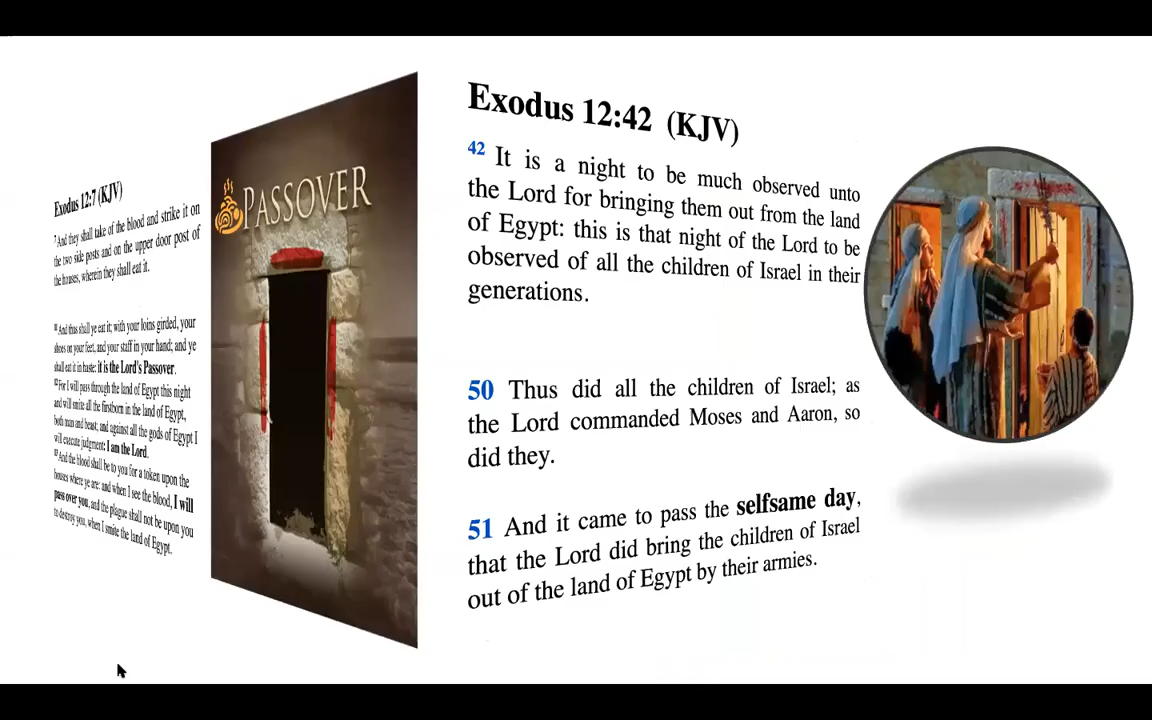 Exodus 12:7 (KJV)
7 And they shall take of the blood and strike it on
the two side posts and on the upper door post of
the houses, wherein they shall eat it.
11 And thus shall ye eat it; with your loins girded, your
shoes on your feet, and your staff in your hand; and ye
shall eat it in haste: it is the Lord's Passover.
12 For I will pass through the land of Egypt this night
and will smite all the firstborn in the land of Egypt,
both man and beast; and against all the gods of Egypt I
will execute judgment: I am the Lord.
13 And the blood shall be to you for a token upon the
houses where ye are: and when I see the blood, I will
pass over you, and the plague shall not be upon you
to destroy you, when I smite the land of Egypt.
PASSOVER
Exodus 12:42 (KJV)
42 It is a night to be much observed unto
the Lord for bringing them out from the land
of Egypt: this is that night of the Lord to be
observed of all the children of Israel in their
generations.
50 Thus did all the children of Israel; as
the Lord commanded Moses and Aaron, so
did they.
51 And it came to pass the selfsame day,
that the Lord did bring the children of Israel
out of the land of Egypt by their armies.